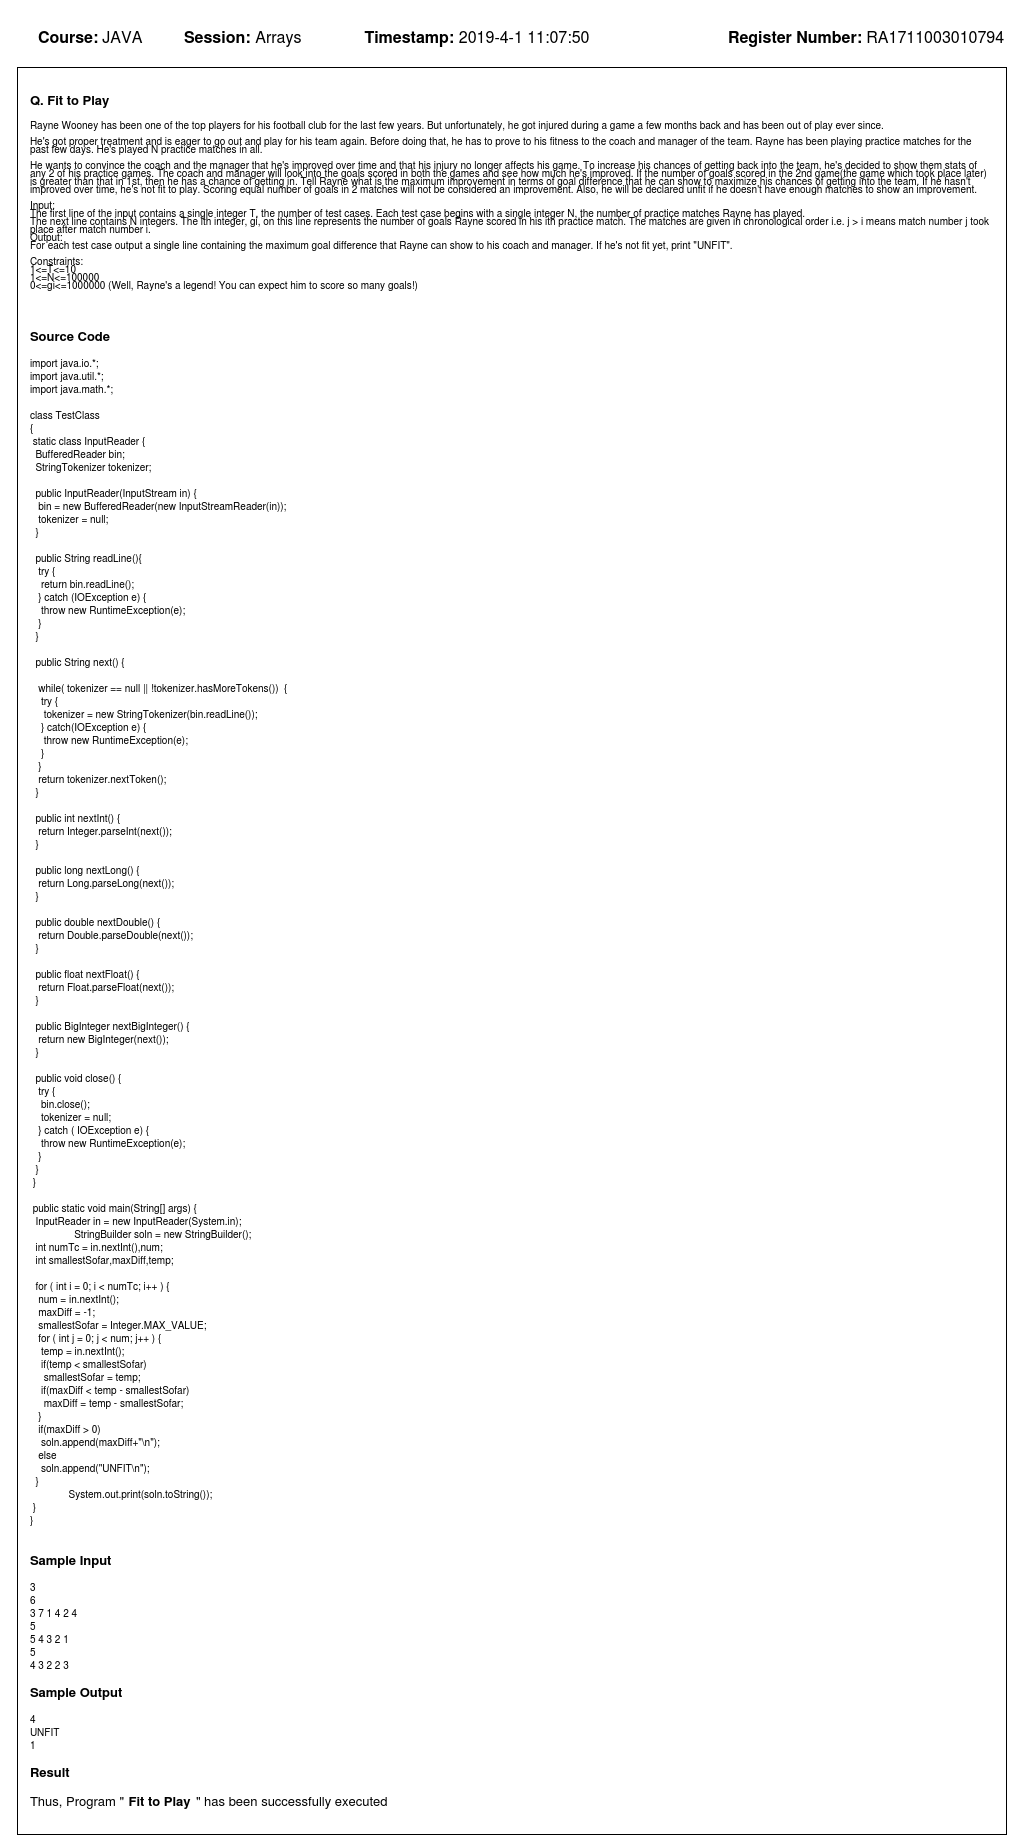 Course: JAVA Session: Arrays Timestamp: 2019-4-1 11:07:50 Register Number: RA1711003010794
Q. Fit to Play
Rayne Wooney has been one of the top players for his football club for the last few years. But unfortunately, he got injured during a game a few months back and has been out of play ever since.
He's got proper treatment and is eager to go out and play for his team again. Before doing that, he has to prove to his fitness to the coach and manager of the team. Rayne has been playing practice matches for the
past few days. He's played N practice matches in all.
He wants to convince the coach and the manager that he's improved over time and that his injury no longer affects his game. To increase his chances of getting back into the team, he's decided to show them stats of
any 2 of his practice games. The coach and manager will look into the goals scored in both the games and see how much he's improved. If the number of goals scored in the 2nd game(the game which took place later)
is greater than that in 1st, then he has a chance of getting in. Tell Rayne what is the maximum improvement in terms of goal difference that he can show to maximize his chances of getting into the team. If he hasn't
improved over time, he's not fit to play. Scoring equal number of goals in 2 matches will not be considered an improvement. Also, he will be declared unfit if he doesn't have enough matches to show an improvement.
Input:
The first line of the input contains a single integer T, the number of test cases. Each test case begins with a single integer N, the number of practice matches Rayne has played.
The next line contains N integers. The ith integer, gi, on this line represents the number of goals Rayne scored in his ith practice match. The matches are given in chronological order i.e. j > i means match number j took
place after match number i.
Output:
For each test case output a single line containing the maximum goal difference that Rayne can show to his coach and manager. If he's not fit yet, print "UNFIT".
Constraints:
1<=T<=10
1<=N<=100000
0<=gi<=1000000 (Well, Rayne's a legend! You can expect him to score so many goals!)
Source Code
import java.io.*;
import java.util.*;
import java.math.*;
class TestClass
{
static class InputReader {
BufferedReader bin;
StringTokenizer tokenizer;
public InputReader(InputStream in) {
bin = new BufferedReader(new InputStreamReader(in));
tokenizer = null;
}
public String readLine(){
try {
return bin.readLine();
} catch (IOException e) {
throw new RuntimeException(e);
}
}
public String next() {
while( tokenizer == null || !tokenizer.hasMoreTokens()) {
try {
tokenizer = new StringTokenizer(bin.readLine());
} catch(IOException e) {
throw new RuntimeException(e);
}
}
return tokenizer.nextToken();
}
public int nextInt() {
return Integer.parseInt(next());
}
public long nextLong() {
return Long.parseLong(next());
}
public double nextDouble() {
return Double.parseDouble(next());
}
public float nextFloat() {
return Float.parseFloat(next());
}
public BigInteger nextBigInteger() {
return new BigInteger(next());
}
public void close() {
try {
bin.close();
tokenizer = null;
} catch ( IOException e) {
throw new RuntimeException(e);
}
}
}
public static void main(String[] args) {
InputReader in = new InputReader(System.in);
StringBuilder soln = new StringBuilder();
int numTc = in.nextInt(),num;
int smallestSofar,maxDiff,temp;
for ( int i = 0; i < numTc; i++ ) {
num = in.nextInt();
maxDiff = -1;
smallestSofar = Integer.MAX_VALUE;
for ( int j = 0; j < num; j++ ) {
temp = in.nextInt();
if(temp < smallestSofar)
smallestSofar = temp;
if(maxDiff < temp - smallestSofar)
maxDiff = temp - smallestSofar;
}
if(maxDiff > 0)
soln.append(maxDiff+"\n");
else
soln.append("UNFIT\n");
}
System.out.print(soln.toString());
}
}
Sample Input
3
6
3 7 1 4 2 4
5
5 4 3 2 1
5
4 3 2 2 3
Sample Output
4
UNFIT
1
Result
Thus, Program " Fit to Play " has been successfully executed